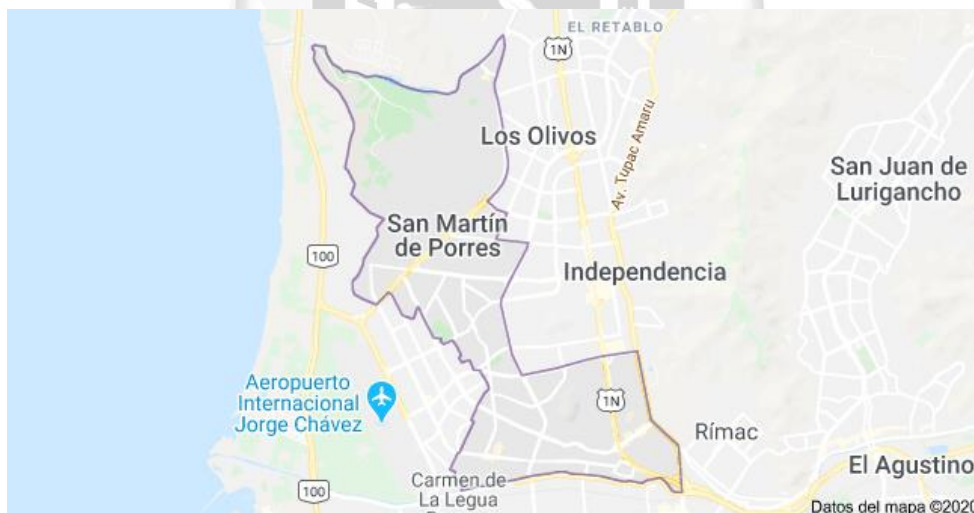 EL RETABLO
1N
Los Olivos
Av. Tupac Amaru
San Juan de
Lurigancho
San Martín
de Porres
100
Independencia
Aeropuerto
Internacional
Jorge Chávez
1N
Rímac
El Agustino
Carmen de
La Legua
100
Datos del mapa ©2020